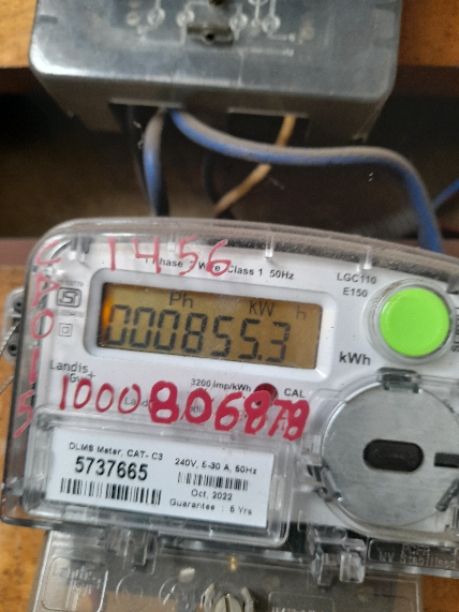 1456
1 Phase 2 Wire Class 1 50Hz
LGC110
E150
Ph kW h
000855.3
kWh
Landis
Gyr+
3200 imp/kWh
CAL
1000806878
DLMS Meter, CAT- C3
5737665
240V, 5-30 A, 50Hz
Oct, 2022
Guarantee : 5 Yrs